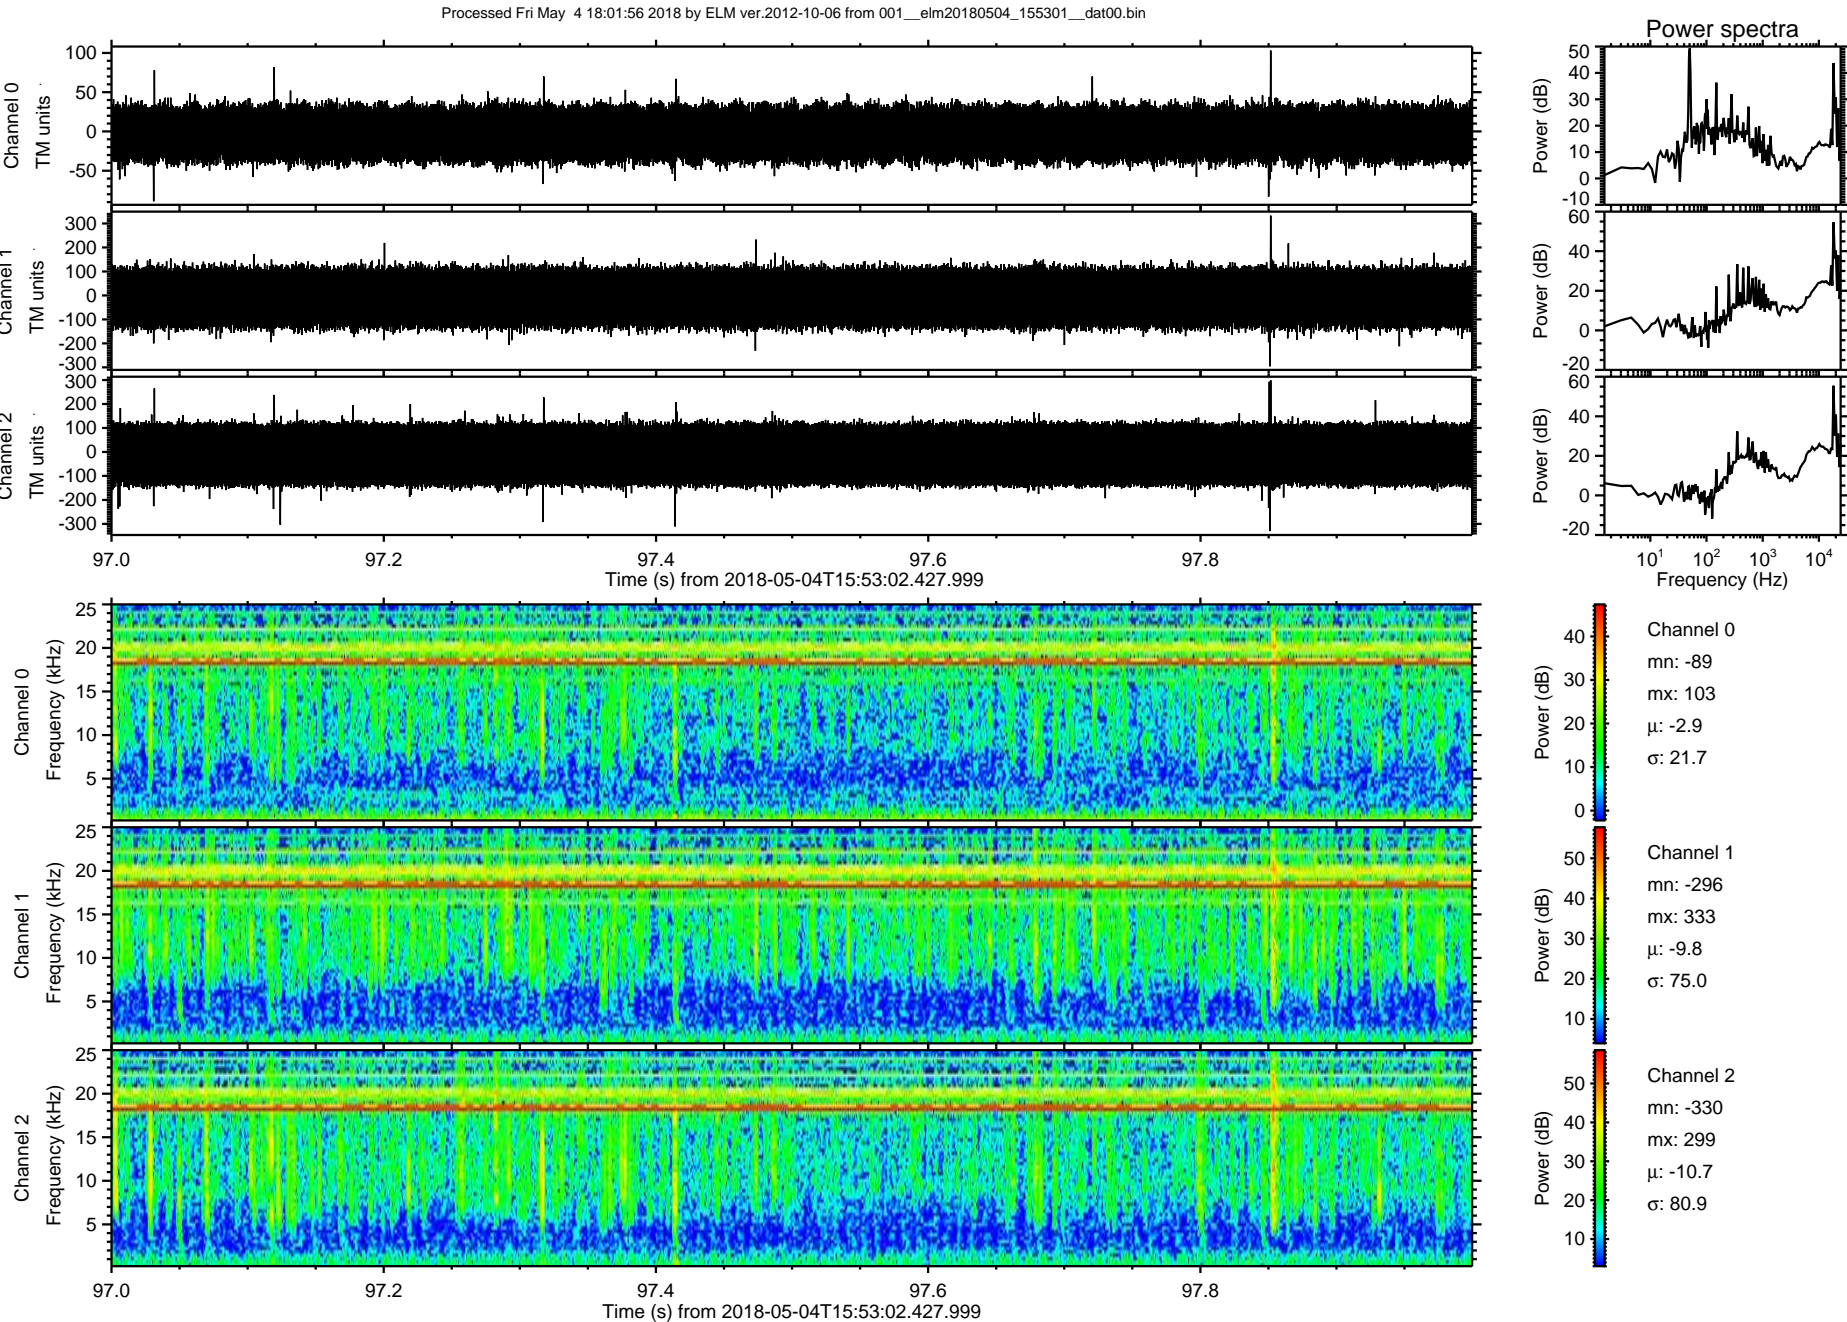 Processed Fri May  4 18:01:56 2018 by ELM ver.2012-10-06 from 001__elm20180504_155301__dat00.bin
Power spectra
Channel 0
TM units
100
50
0
-50
Power (dB)
50
40
30
20
10
0
-10
Channel 1
TM units
300
200
100
0
-100
-200
-300
Power (dB)
60
40
20
0
-20
Channel 2
TM units
300
200
100
0
-100
-200
-300
Power (dB)
60
40
20
0
-20
97.0 97.2 97.4 97.6 97.8
Time (s) from 2018-05-04T15:53:02.427.999
10¹ 10² 10³ 10⁴
Frequency (Hz)
Channel 0
Frequency (kHz)
25
20
15
10
5
Power (dB)
40
30
20
10
0
Channel 0
mn: -89
mx: 103
μ: -2.9
σ: 21.7
Channel 1
Frequency (kHz)
25
20
15
10
5
Power (dB)
50
40
30
20
10
Channel 1
mn: -296
mx: 333
μ: -9.8
σ: 75.0
Channel 2
Frequency (kHz)
25
20
15
10
5
Power (dB)
50
40
30
20
10
Channel 2
mn: -330
mx: 299
μ: -10.7
σ: 80.9
97.0 97.2 97.4 97.6 97.8
Time (s) from 2018-05-04T15:53:02.427.999